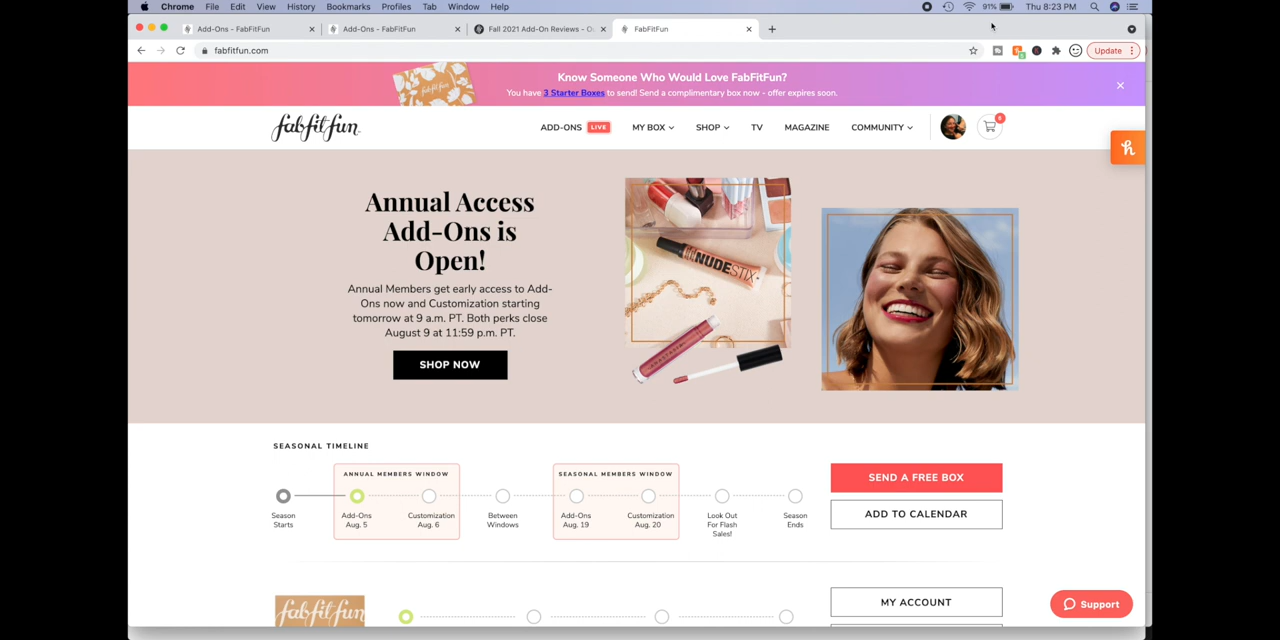 Chrome File Edit View History Bookmarks Profiles Tab Window Help 91% Thu 8:23 PM
Add-Ons - FabFitFun Add-Ons - FabFitFun Fall 2021 Add-On Reviews - O FabFitFun
fabfitfun.com Update
Know Someone Who Would Love FabFitFun?
You have 3 Starter Boxes to send! Send a complimentary box now - offer expires soon.
fabfitfun ADD-ONS LIVE MY BOX SHOP TV MAGAZINE COMMUNITY
Annual Access
Add-Ons is
Open!
Annual Members get early access to Add-
Ons now and Customization starting
tomorrow at 9 a.m. PT. Both perks close
August 9 at 11:59 p.m. PT.
SHOP NOW
NUDESTIX
SEASONAL TIMELINE
ANNUAL MEMBERS WINDOW
SEASONAL MEMBERS WINDOW
Season
Starts
Add-Ons
Aug. 5
Customization
Aug. 6
Between
Windows
Add-Ons
Aug. 19
Customization
Aug. 20
Look Out
For Flash
Sales!
Season
Ends
SEND A FREE BOX
ADD TO CALENDAR
fabfitfun
MY ACCOUNT
Support